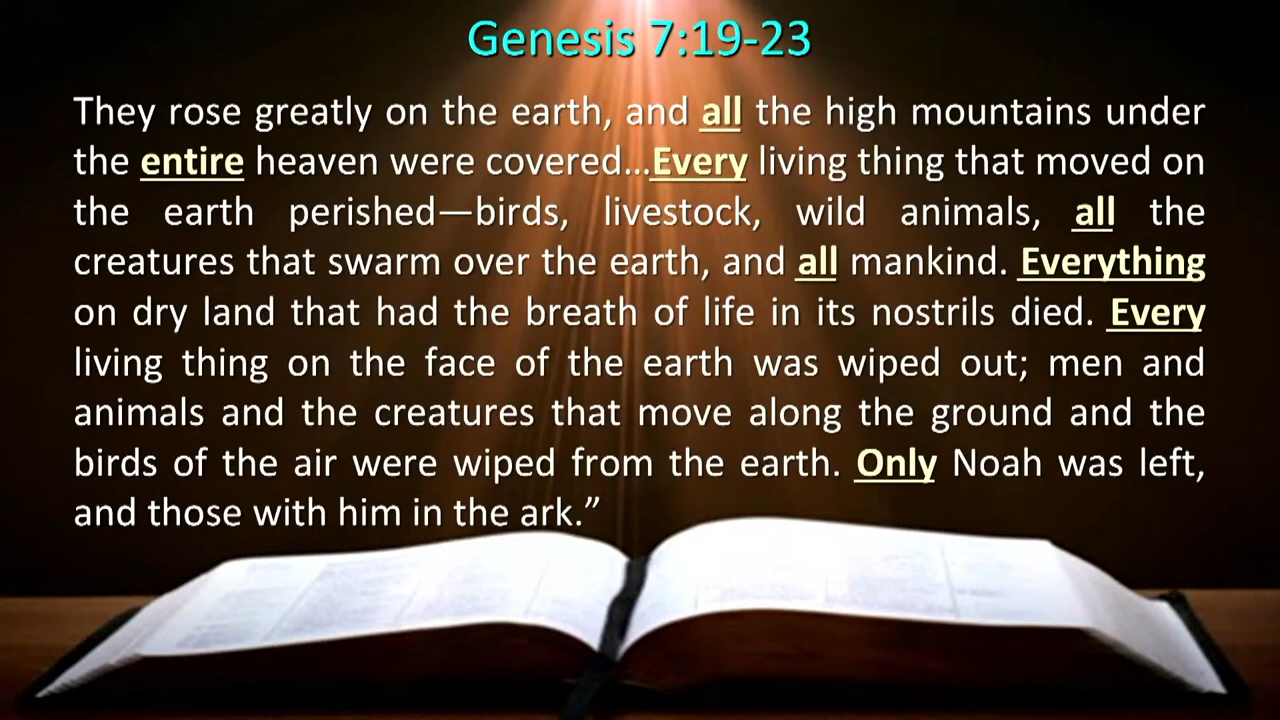 Genesis 7:19-23
They rose greatly on the earth, and all the high mountains under
the entire heaven were covered…Every living thing that moved on
the earth perished—birds, livestock, wild animals, all the
creatures that swarm over the earth, and all mankind. Everything
on dry land that had the breath of life in its nostrils died. Every
living thing on the face of the earth was wiped out; men and
animals and the creatures that move along the ground and the
birds of the air were wiped from the earth. Only Noah was left,
and those with him in the ark.”